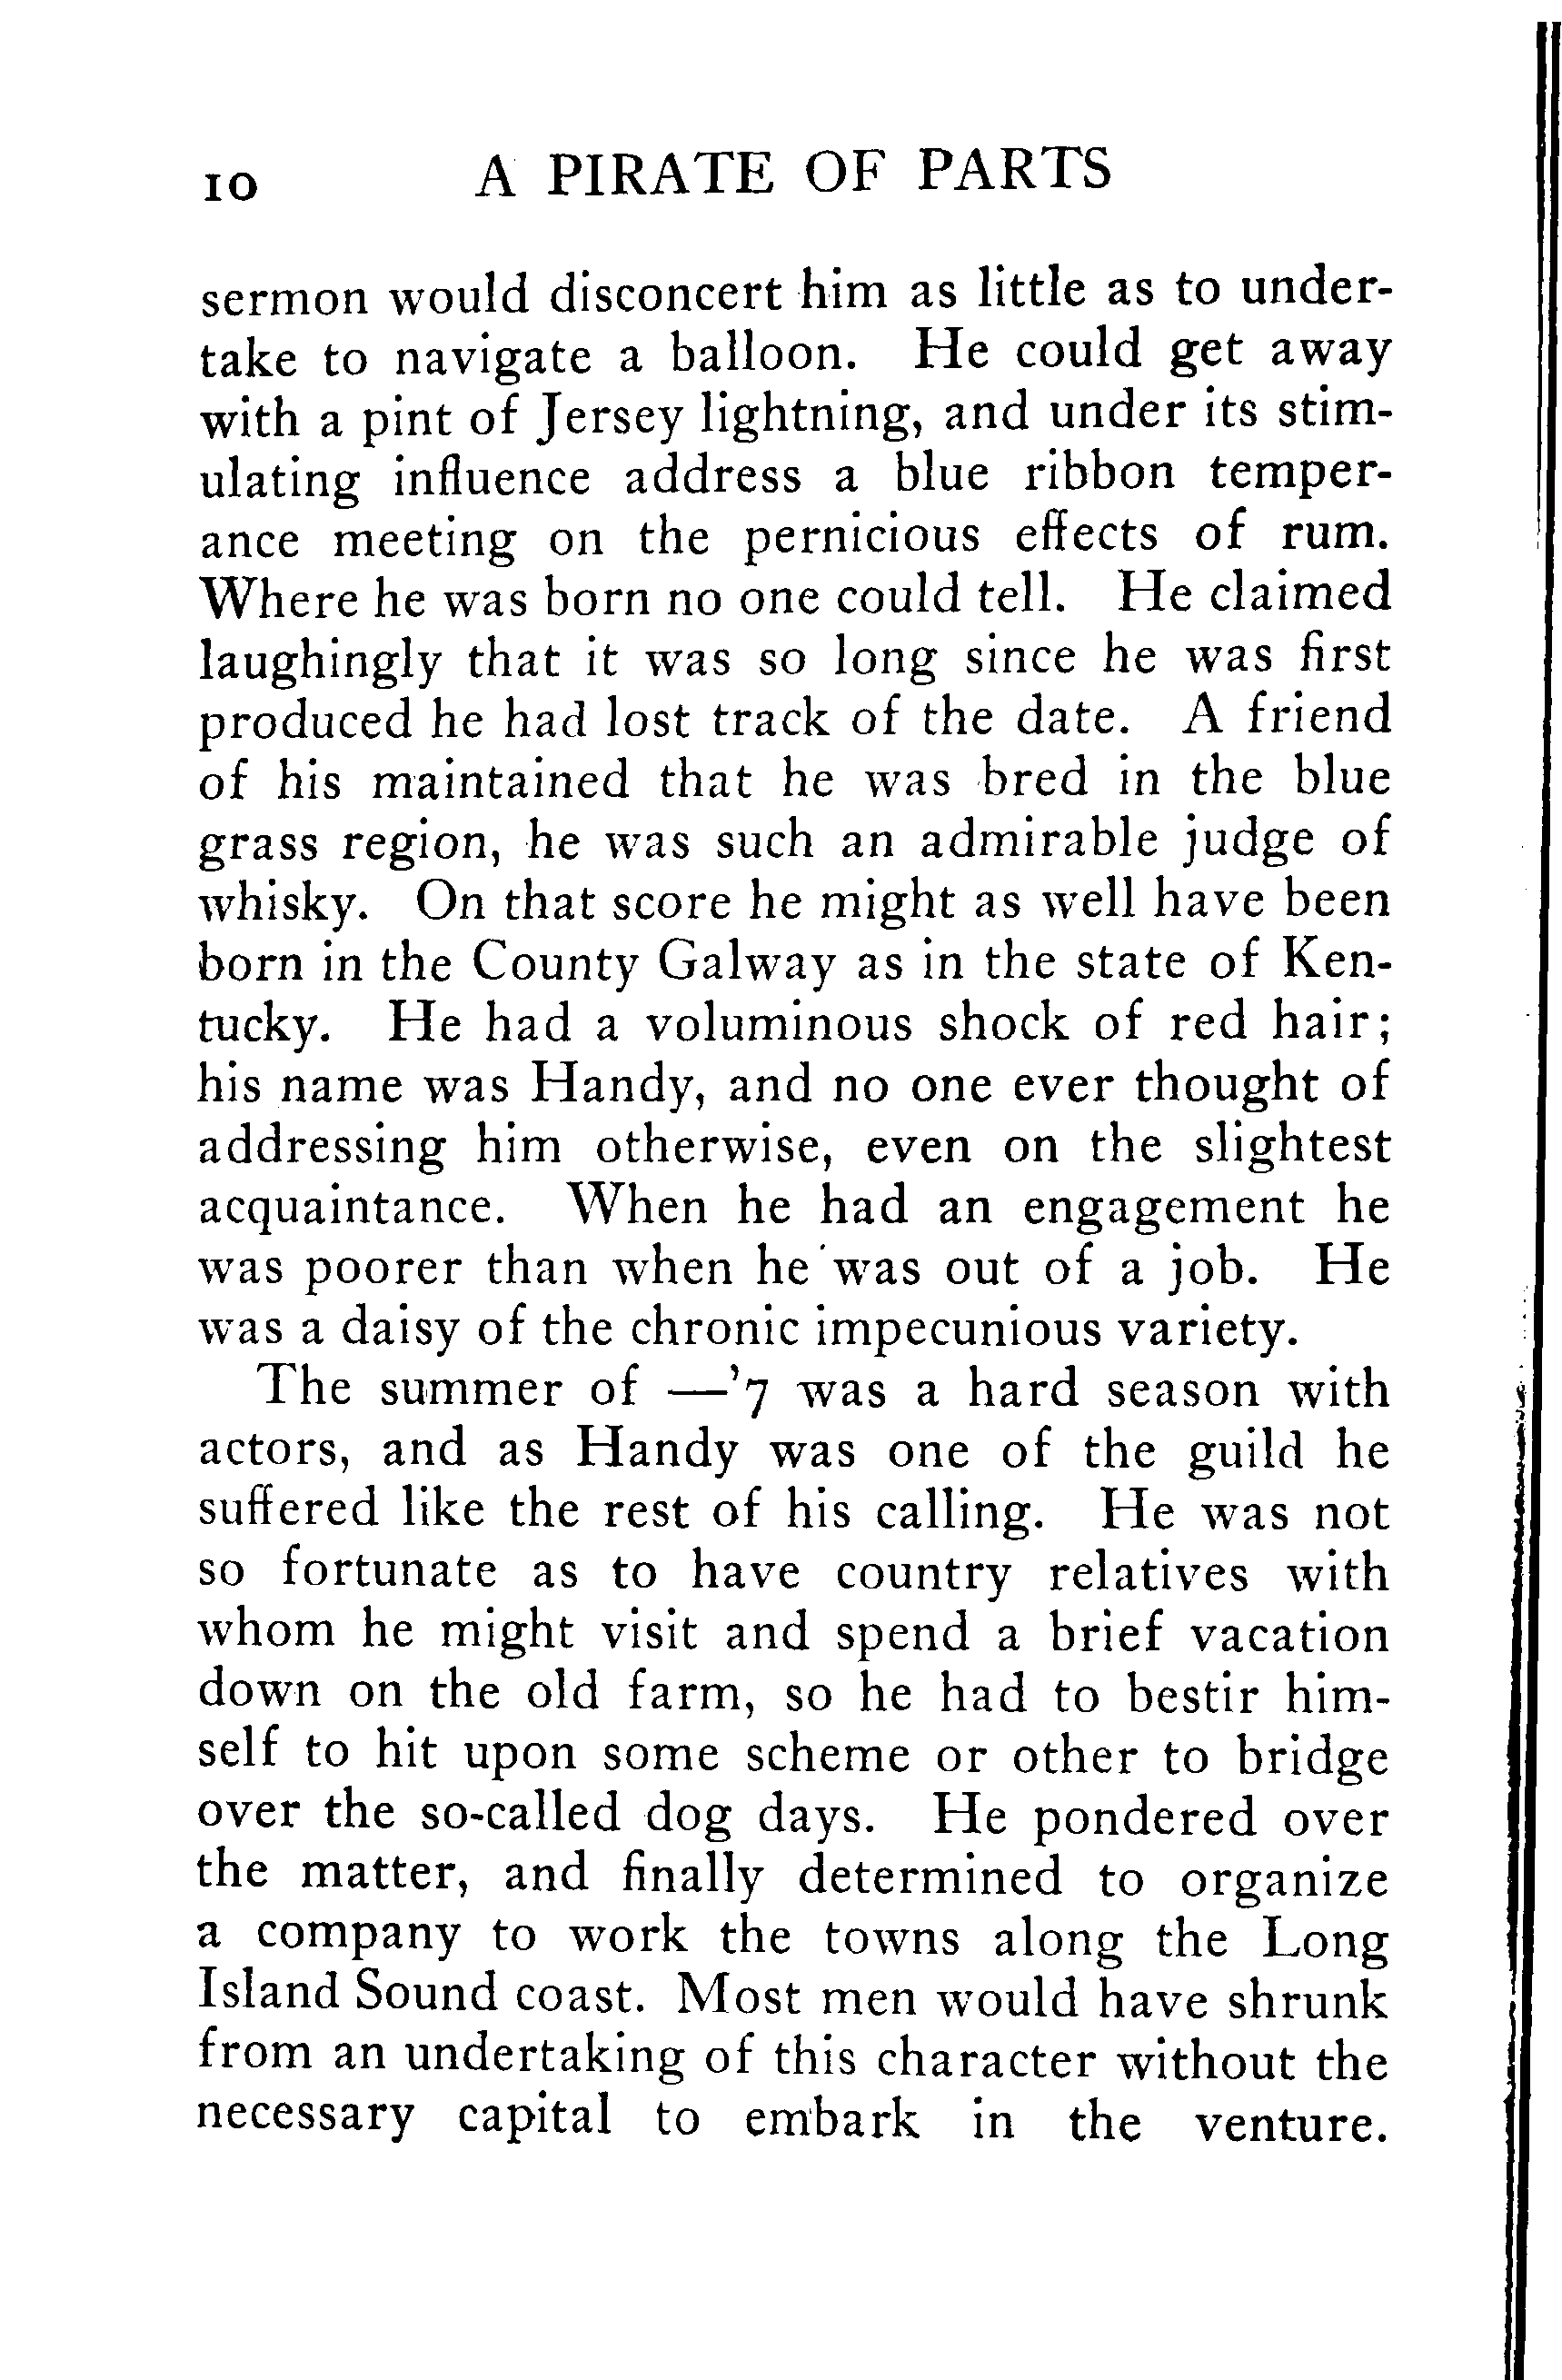 10 A PIRATE OF PARTS
sermon would disconcert him as little as to under-
take to navigate a balloon. He could get away
with a pint of Jersey lightning, and under its stim-
ulating influence address a blue ribbon temper-
ance meeting on the pernicious effects of rum.
Where he was born no one could tell. He claimed
laughingly that it was so long since he was first
produced he had lost track of the date. A friend
of his maintained that he was bred in the blue
grass region, he was such an admirable judge of
whisky. On that score he might as well have been
born in the County Galway as in the state of Ken-
tucky. He had a voluminous shock of red hair;
his name was Handy, and no one ever thought of
addressing him otherwise, even on the slightest
acquaintance. When he had an engagement he
was poorer than when he was out of a job. He
was a daisy of the chronic impecunious variety.
The summer of —'7 was a hard season with
actors, and as Handy was one of the guild he
suffered like the rest of his calling. He was not
so fortunate as to have country relatives with
whom he might visit and spend a brief vacation
down on the old farm, so he had to bestir him-
self to hit upon some scheme or other to bridge
over the so-called dog days. He pondered over
the matter, and finally determined to organize
a company to work the towns along the Long
Island Sound coast. Most men would have shrunk
from an undertaking of this character without the
necessary capital to embark in the venture.